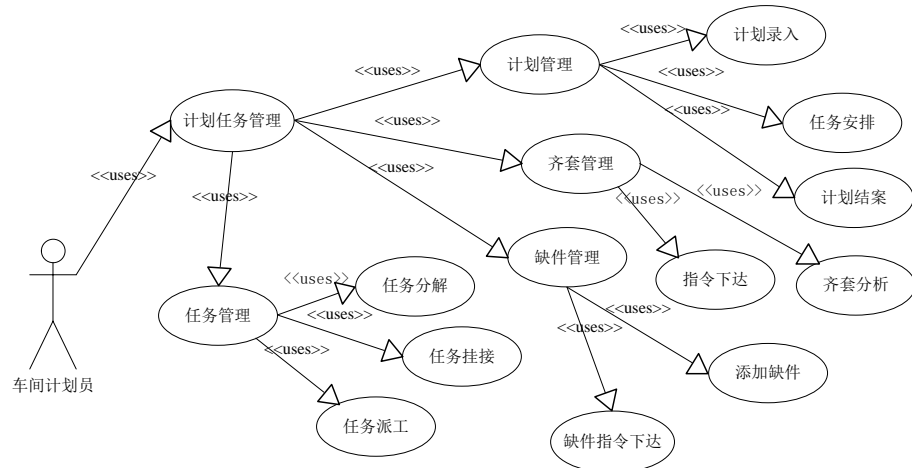 <<uses>>
计划录入
<<uses>>
计划管理
<<uses>>
<<uses>>
计划任务管理
<<uses>>
任务安排
<<uses>>
齐套管理
<<uses>>
<<uses>>
<<uses>>
<<uses>>
<<uses>>
计划结案
缺件管理
<<uses>>
任务分解
指令下达
齐套分析
任务管理
<<uses>>
<<uses>>
<<uses>>
<<uses>>
任务挂接
添加缺件
车间计划员
任务派工
缺件指令下达